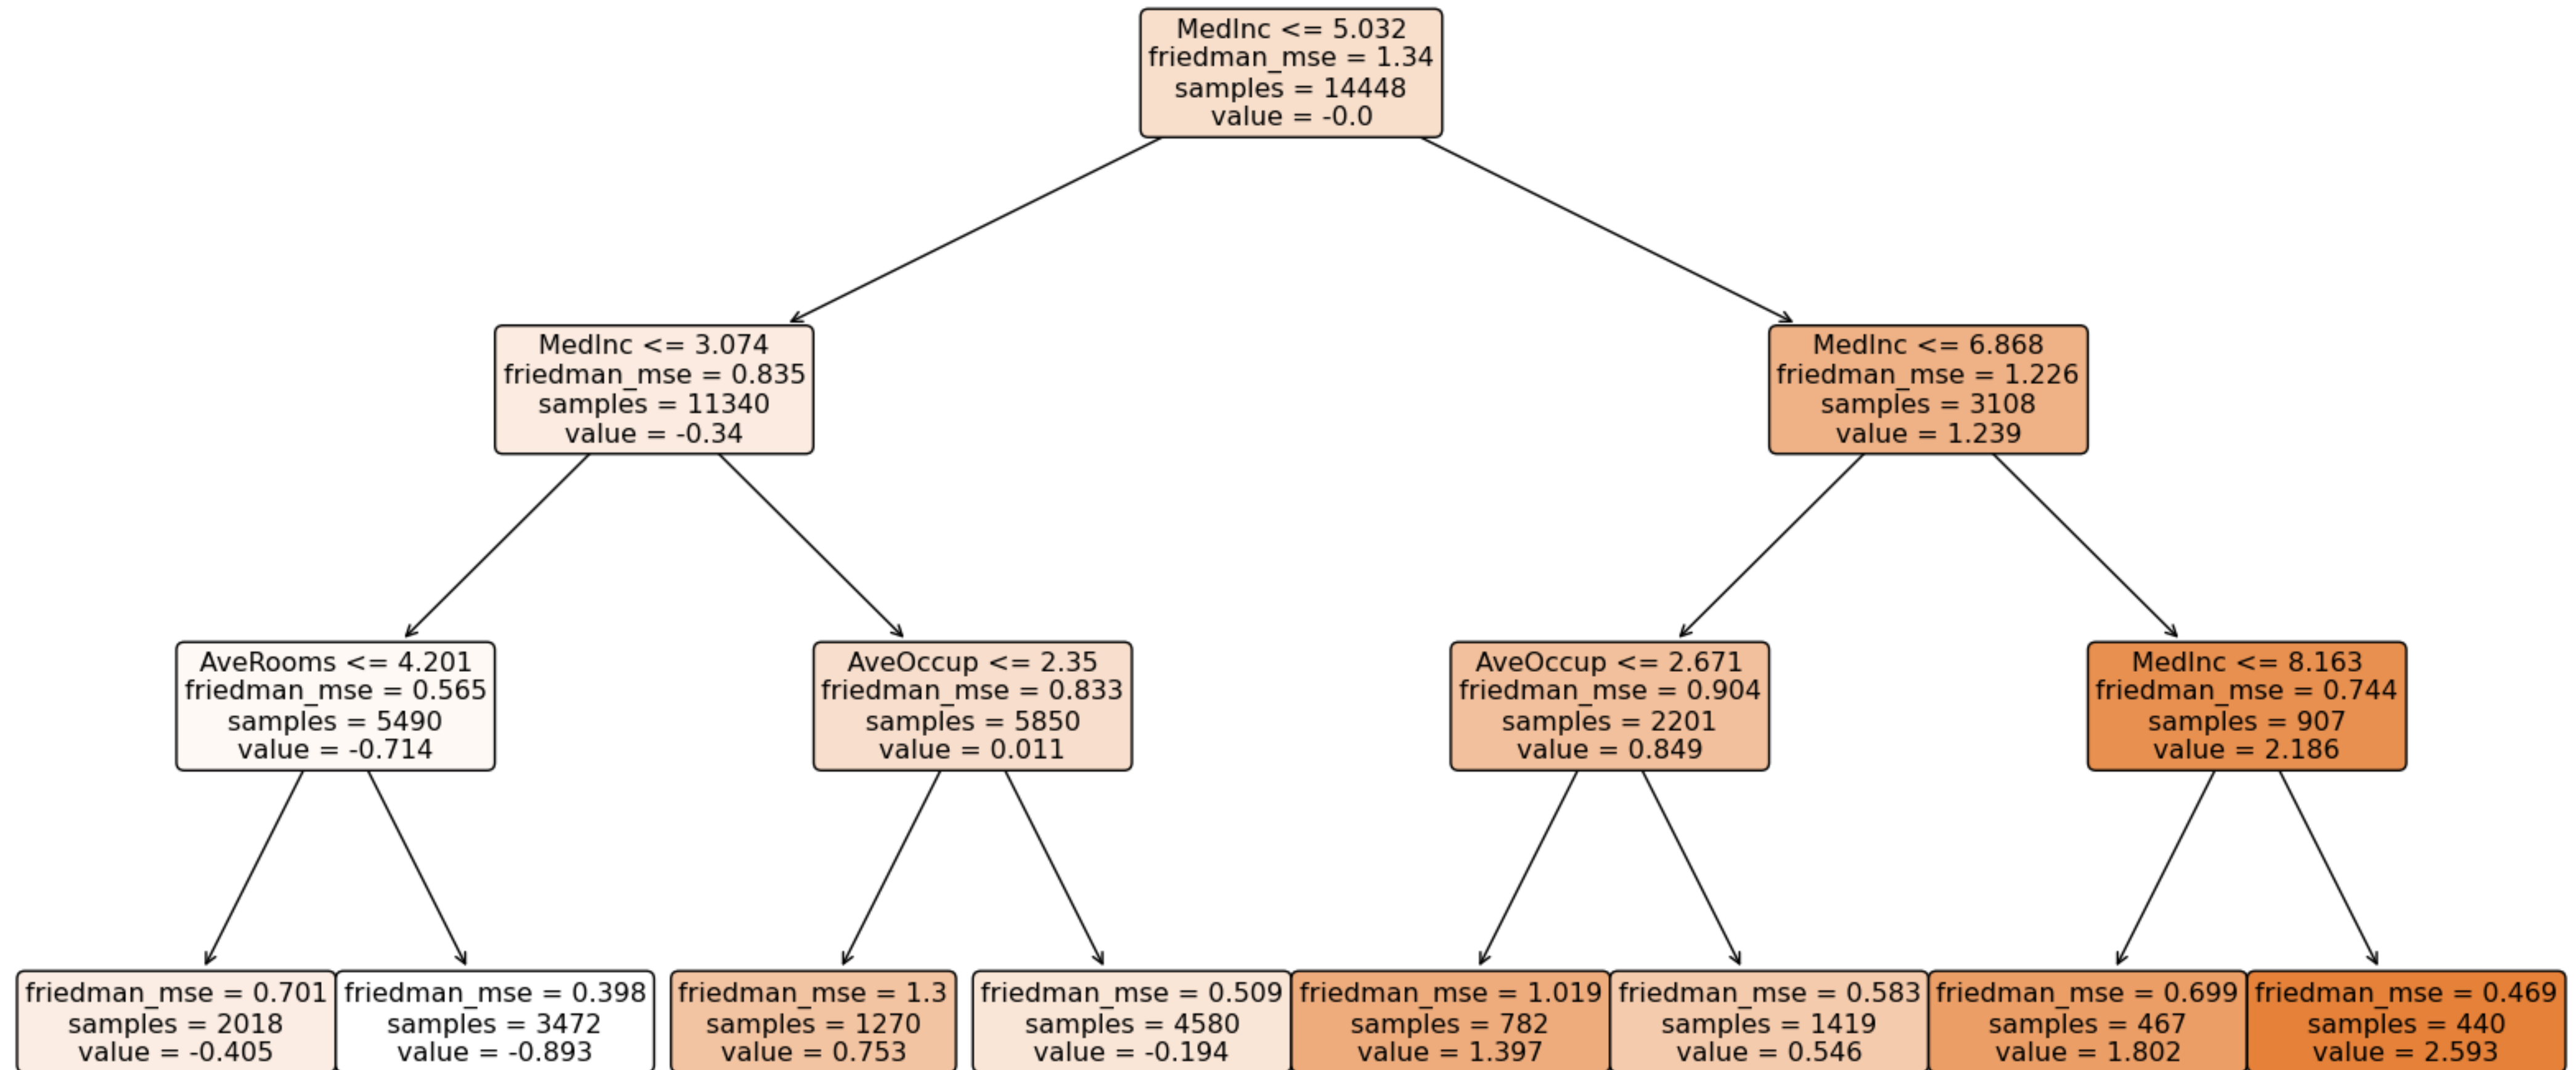 MedInc <= 5.032
friedman_mse = 1.34
samples = 14448
value = -0.0
MedInc <= 3.074
friedman_mse = 0.835
samples = 11340
value = -0.34
MedInc <= 6.868
friedman_mse = 1.226
samples = 3108
value = 1.239
AveRooms <= 4.201
friedman_mse = 0.565
samples = 5490
value = -0.714
AveOccup <= 2.35
friedman_mse = 0.833
samples = 5850
value = 0.011
AveOccup <= 2.671
friedman_mse = 0.904
samples = 2201
value = 0.849
MedInc <= 8.163
friedman_mse = 0.744
samples = 907
value = 2.186
friedman_mse = 0.701
samples = 2018
value = -0.405
friedman_mse = 0.398
samples = 3472
value = -0.893
friedman_mse = 1.3
samples = 1270
value = 0.753
friedman_mse = 0.509
samples = 4580
value = -0.194
friedman_mse = 1.019
samples = 782
value = 1.397
friedman_mse = 0.583
samples = 1419
value = 0.546
friedman_mse = 0.699
samples = 467
value = 1.802
friedman_mse = 0.469
samples = 440
value = 2.593